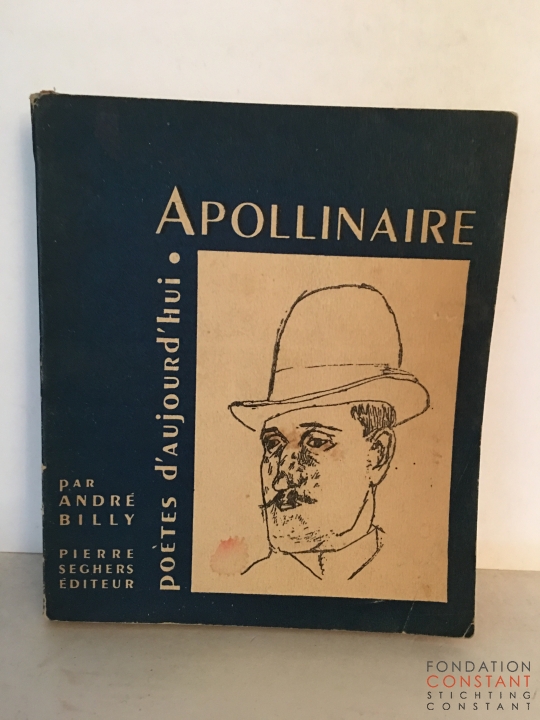 APOLLINAIRE
POÈTES d'AUJOURd'hui •
PAR
ANDRÉ
BILLY
PIERRE
SEGHERS
ÉDITEUR
FONDATION
CONSTANT
STICHTING
CONSTANT